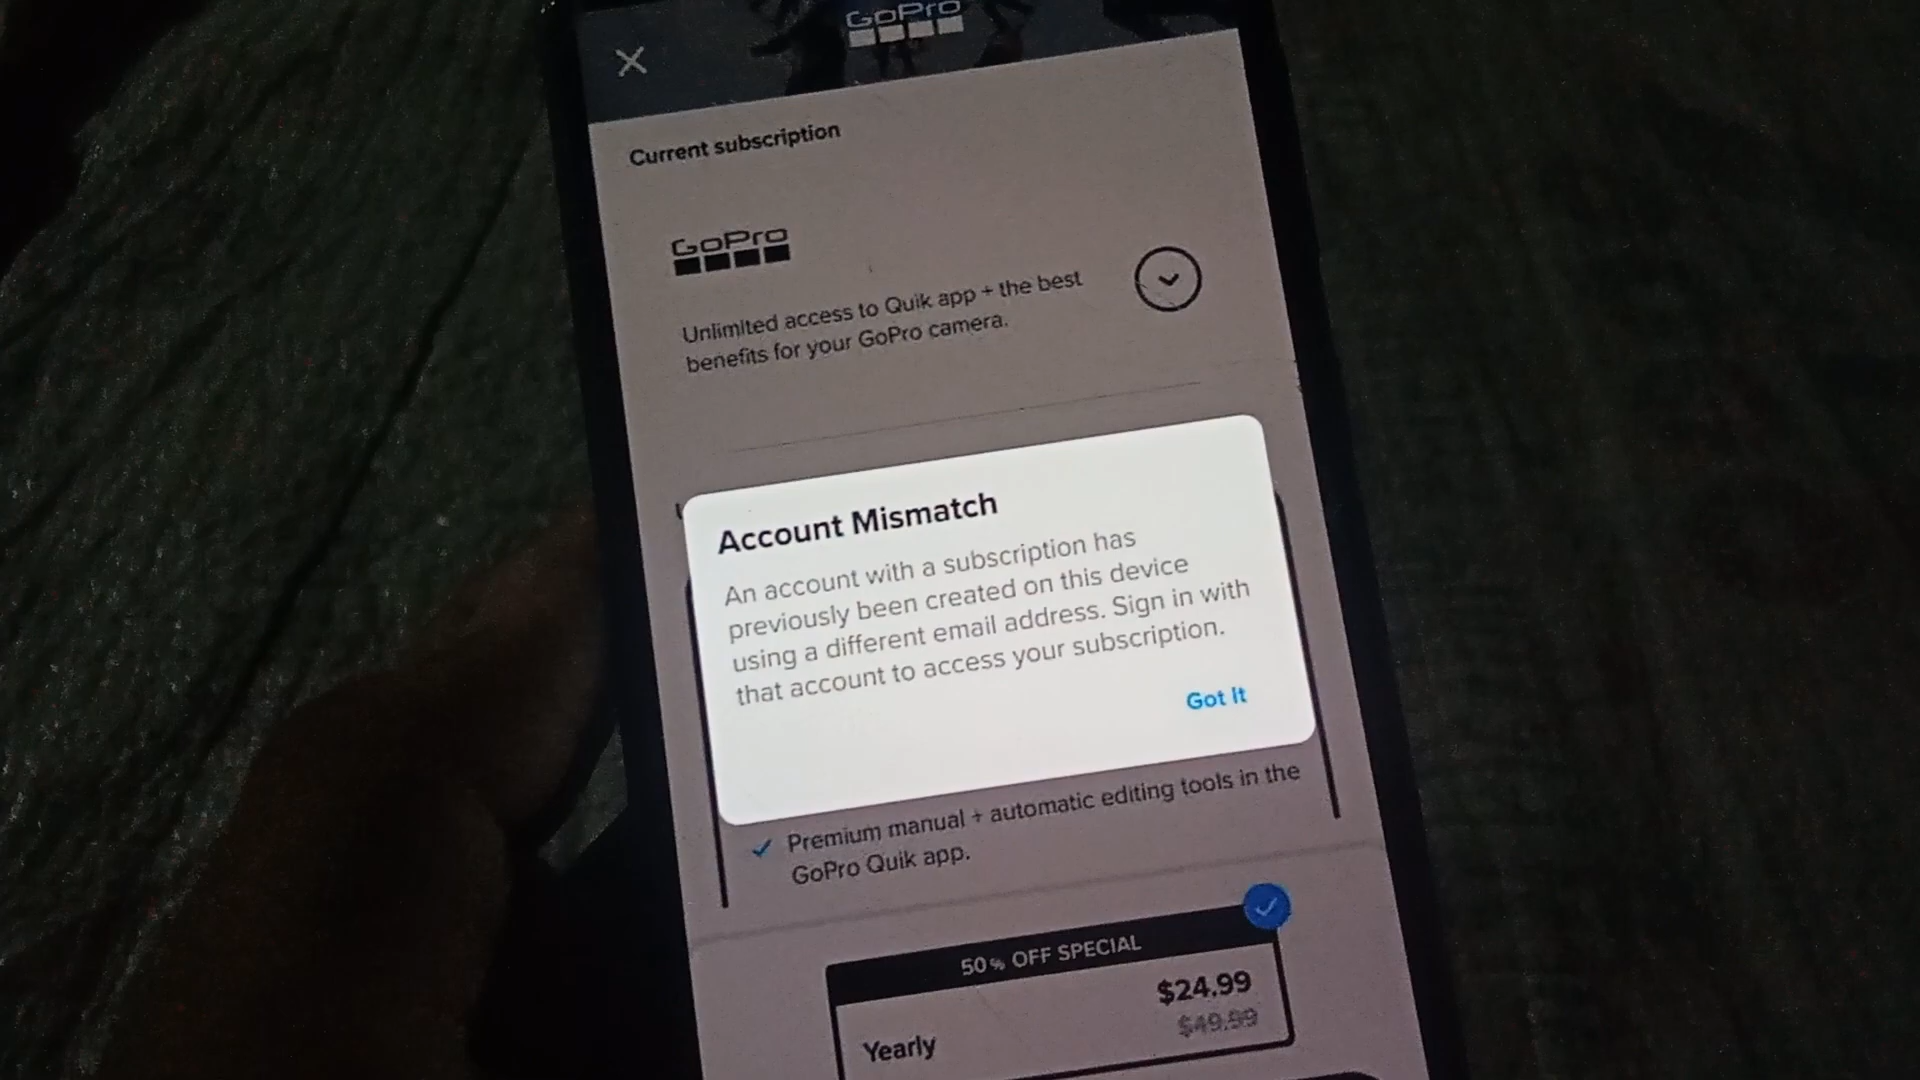 GoPro
Current subscription
GoPro
Unlimited access to Quik app + the best
benefits for your GoPro camera.
Account Mismatch
An account with a subscription has
previously been created on this device
using a different email address. Sign in with
that account to access your subscription.
Got It
Premium manual + automatic editing tools in the
GoPro Quik app.
50% OFF SPECIAL
$24.99
$49.99
Yearly